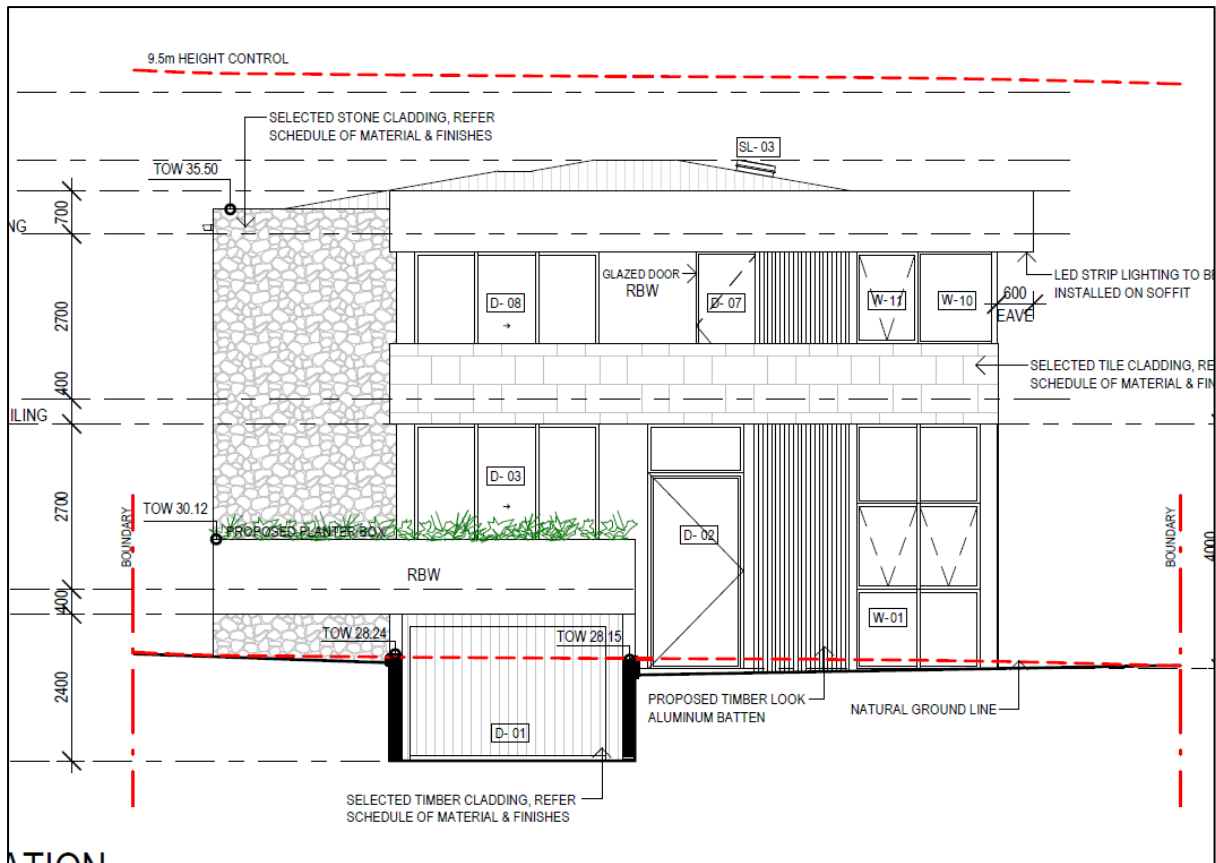 9.5m HEIGHT CONTROL
SELECTED STONE CLADDING, REFER
SCHEDULE OF MATERIAL & FINISHES
SL- 03
TOW 35.50
700
NG
GLAZED DOOR
RBW
D- 08
D- 07
W- 11
W- 10
LED STRIP LIGHTING TO BE
INSTALLED ON SOFFIT
600
EAVE
2700
SELECTED TILE CLADDING, RE
SCHEDULE OF MATERIAL & FIN
400
ILING
D- 03
2700
TOW 30.12
PROPOSED PLANTER BOX
BOUNDARY
D- 02
BOUNDARY
4000
RBW
400
W- 01
TOW 28.24
TOW 28.15
2400
PROPOSED TIMBER LOOK
ALUMINUM BATTEN
NATURAL GROUND LINE
D- 01
SELECTED TIMBER CLADDING, REFER
SCHEDULE OF MATERIAL & FINISHES
ATION